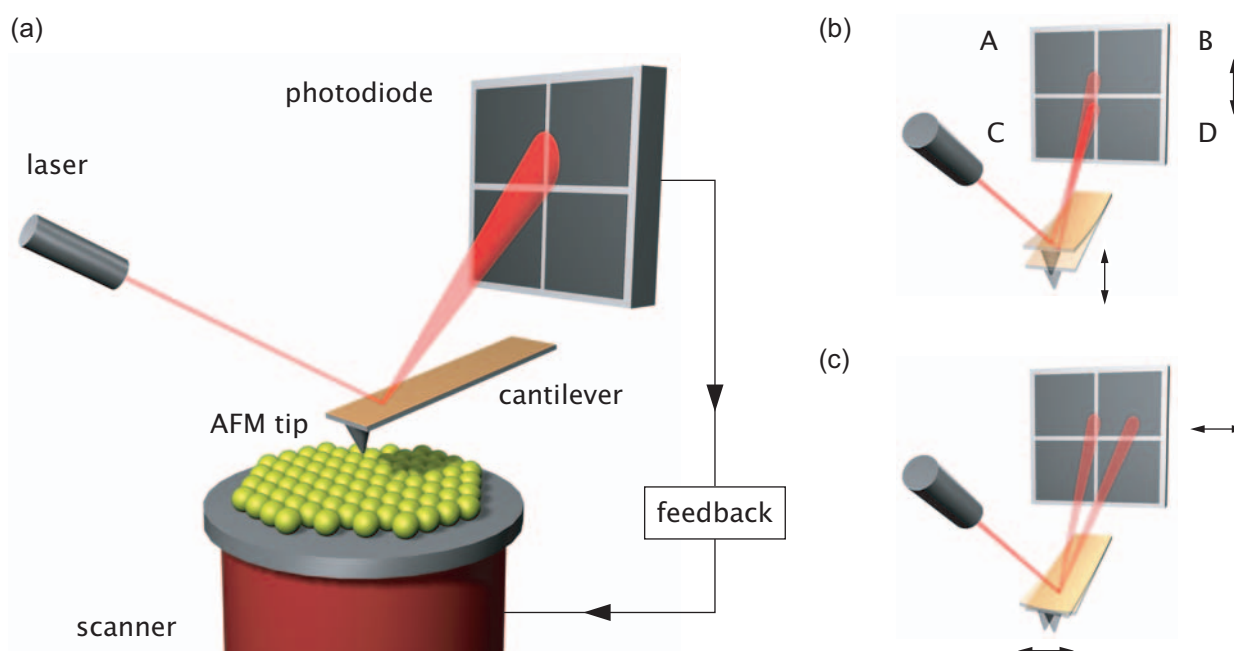 (a)
photodiode
laser
cantilever
AFM tip
feedback
scanner
(b)
A B
C D
(c)